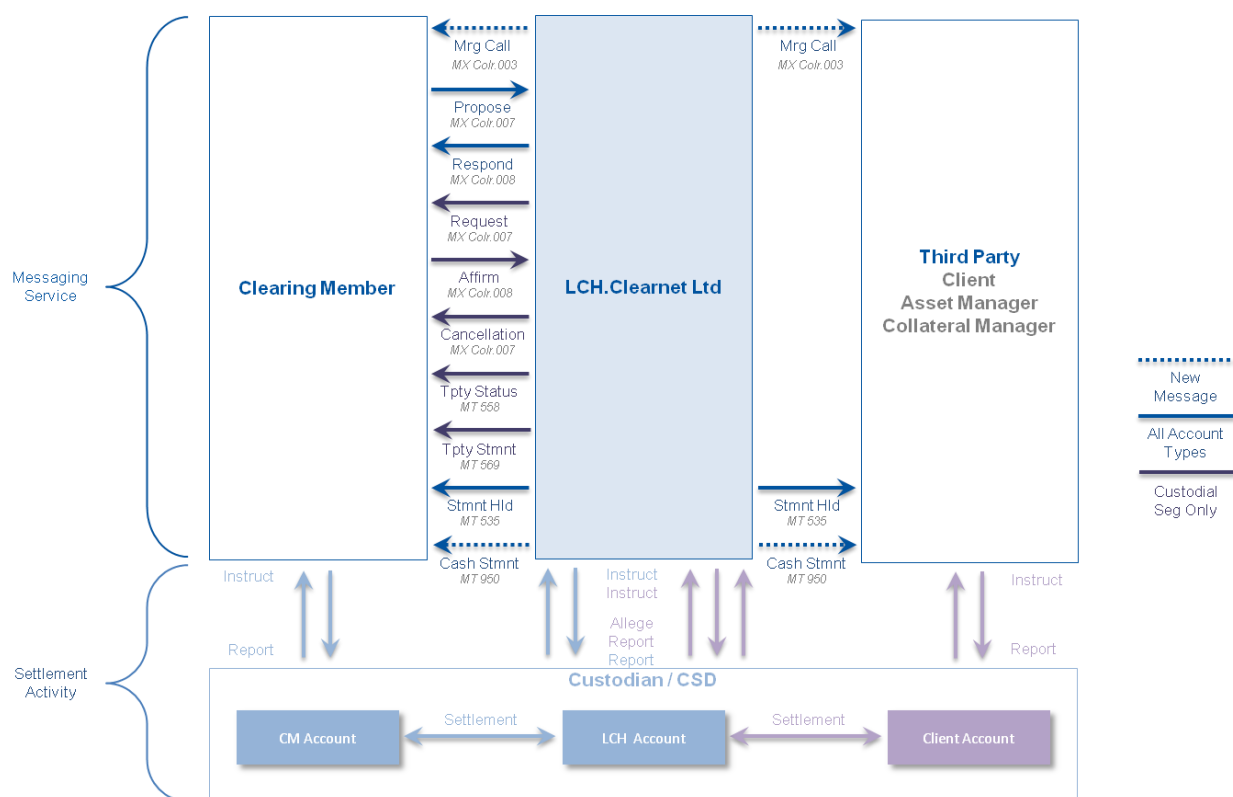 Mrg Call
MX Colr.003
Mrg Call
MX Colr.003
Propose
MX Colr.007
Respond
MX Colr.008
Request
MX Colr.007
Affirm
MX Colr.008
Cancellation
MX Colr.007
Tpty Status
MT 558
Tpty Stmnt
MT 569
Stmnt Hld
MT 535
Stmnt Hld
MT 535
Cash Stmnt
MT 950
Cash Stmnt
MT 950
Messaging
Service
Clearing Member
LCH.Clearnet Ltd
Third Party
Client
Asset Manager
Collateral Manager
New
Message
All Account
Types
Custodial
Seg Only
Instruct
Report
Instruct
Instruct
Allege
Report
Report
Instruct
Report
Settlement
Activity
Custodian / CSD
CM Account
Settlement
LCH Account
Settlement
Client Account